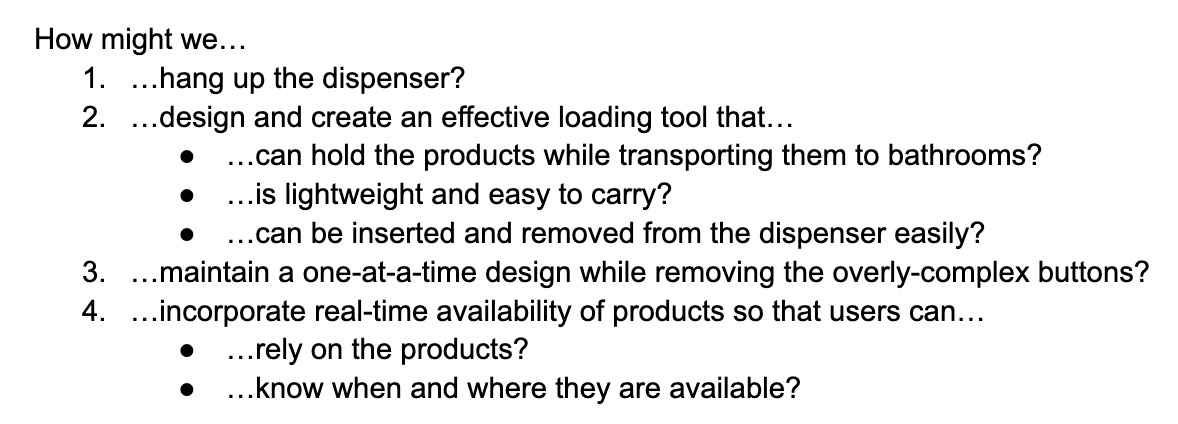 How might we…
1. …hang up the dispenser?
2. …design and create an effective loading tool that…
● …can hold the products while transporting them to bathrooms?
● …is lightweight and easy to carry?
● …can be inserted and removed from the dispenser easily?
3. …maintain a one-at-a-time design while removing the overly-complex buttons?
4. …incorporate real-time availability of products so that users can…
● …rely on the products?
● …know when and where they are available?